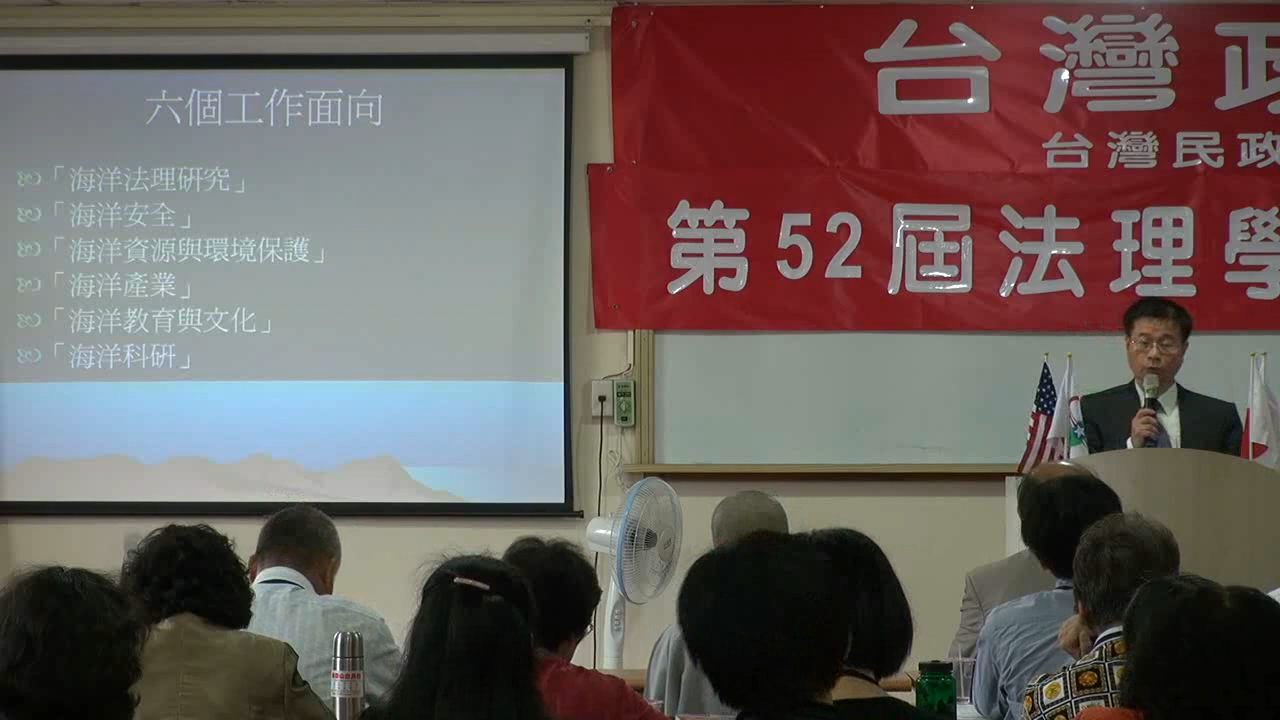 六個工作面向
「海洋法理研究」
「海洋安全」
「海洋資源與環境保護」
「海洋產業」
「海洋教育與文化」
「海洋科研」
台灣政
台灣民政
第52屆法理學